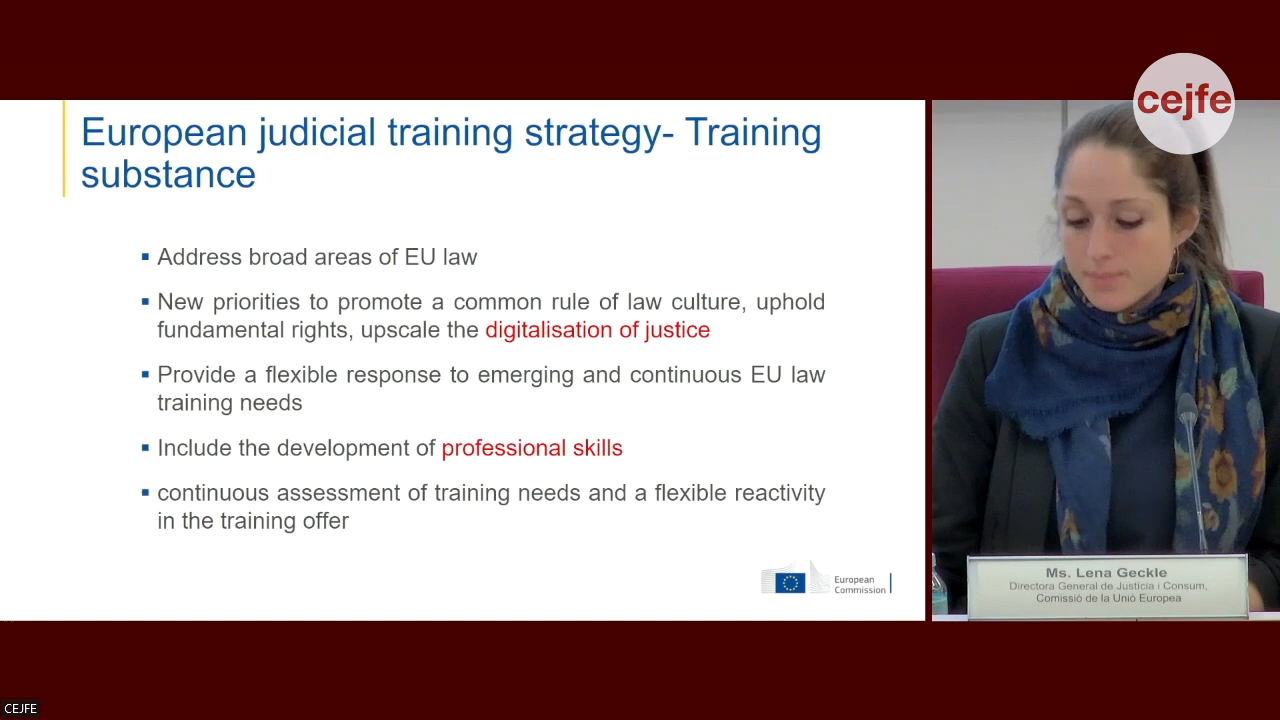 cejfe
European judicial training strategy- Training
substance
▪ Address broad areas of EU law
▪ New priorities to promote a common rule of law culture, uphold
fundamental rights, upscale the digitalisation of justice
▪ Provide a flexible response to emerging and continuous EU law
training needs
▪ Include the development of professional skills
▪ continuous assessment of training needs and a flexible reactivity
in the training offer
European
Commission
Ms. Lena Geckle
Directora General de Justícia i Consum,
Comissió de la Unió Europea
CEJFE